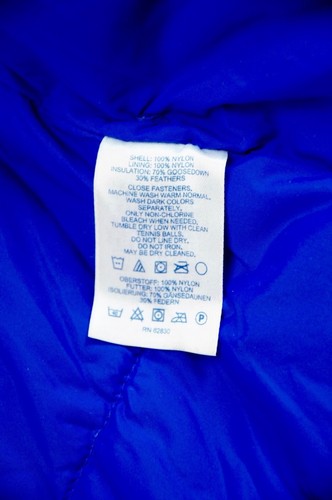 SHELL: 100% NYLON
LINING: 100% NYLON
INSULATION: 70% GOOSEDOWN
30% FEATHERS
CLOSE FASTENERS,
MACHINE WASH WARM NORMAL,
WASH DARK COLORS
SEPARATELY,
ONLY NON-CHLORINE
BLEACH WHEN NEEDED,
TUMBLE DRY LOW WITH CLEAN
TENNIS BALLS.
DO NOT LINE DRY.
DO NOT IRON.
MAY BE DRY CLEANED.
OBERSTOFF: 100% NYLON
FUTTER: 100% NYLON
ISOLIERUNG: 70% GÄNSEDAUNEN
30% FEDERN
P
RN 62830